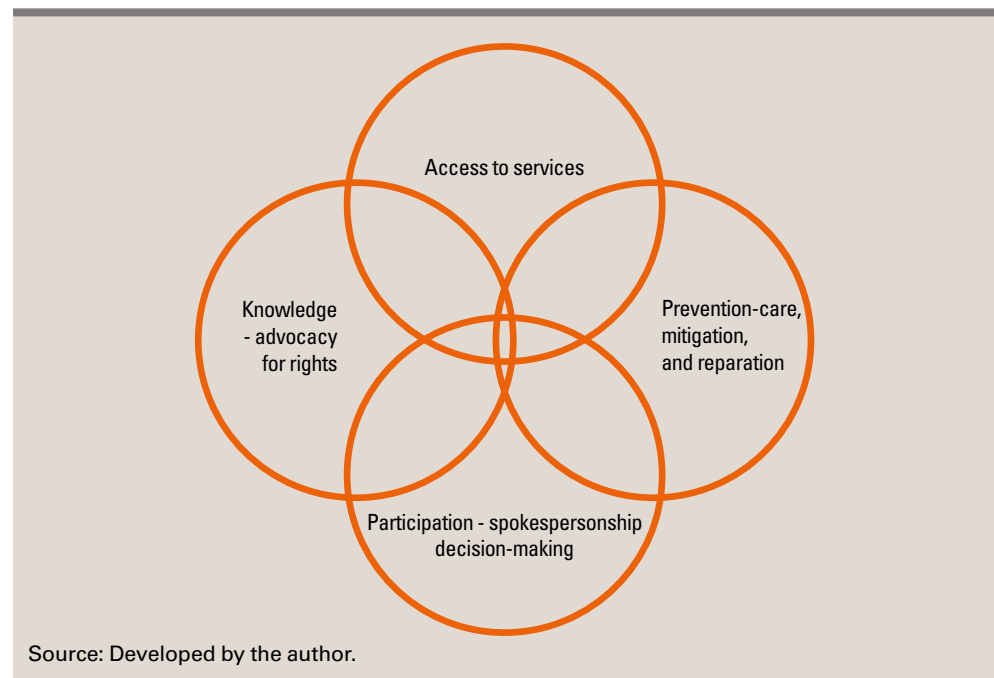 Access to services
Knowledge
- advocacy
for rights
Prevention-care,
mitigation,
and reparation
Participation - spokespersonship
decision-making
Source: Developed by the author.